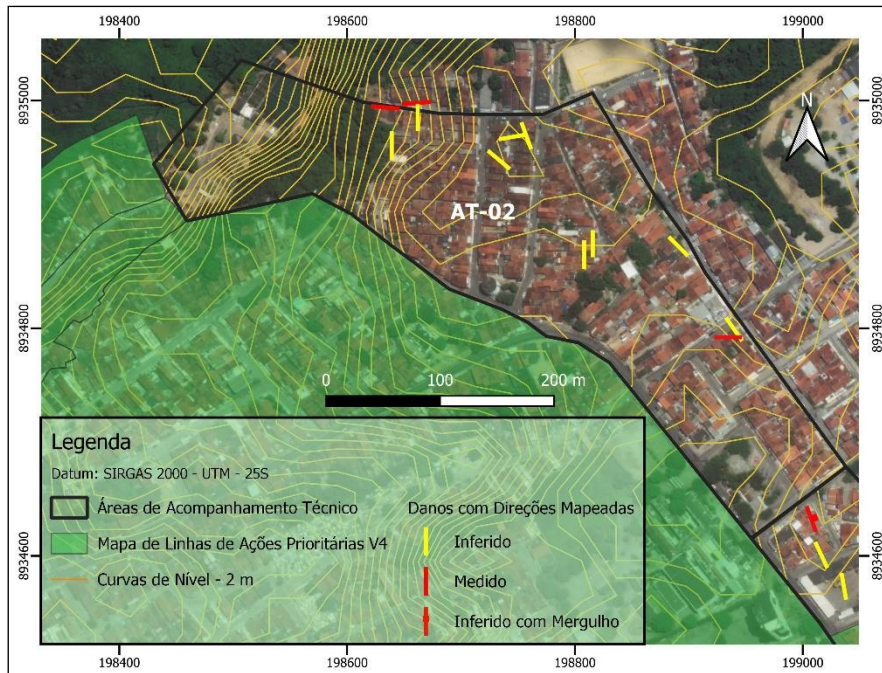 198400 198600 198800 199000
8935000 8935000
N
AT-02
8934800 8934800
0 100 200 m
Legenda
Datum: SIRGAS 2000 - UTM - 25S
Áreas de Acompanhamento Técnico
Danos com Direções Mapeadas
Mapa de Linhas de Ações Prioritárias V4
Inferido
Curvas de Nível - 2 m
Medido
Inferido com Mergulho
8934600 8934600
198400 198600 198800 199000